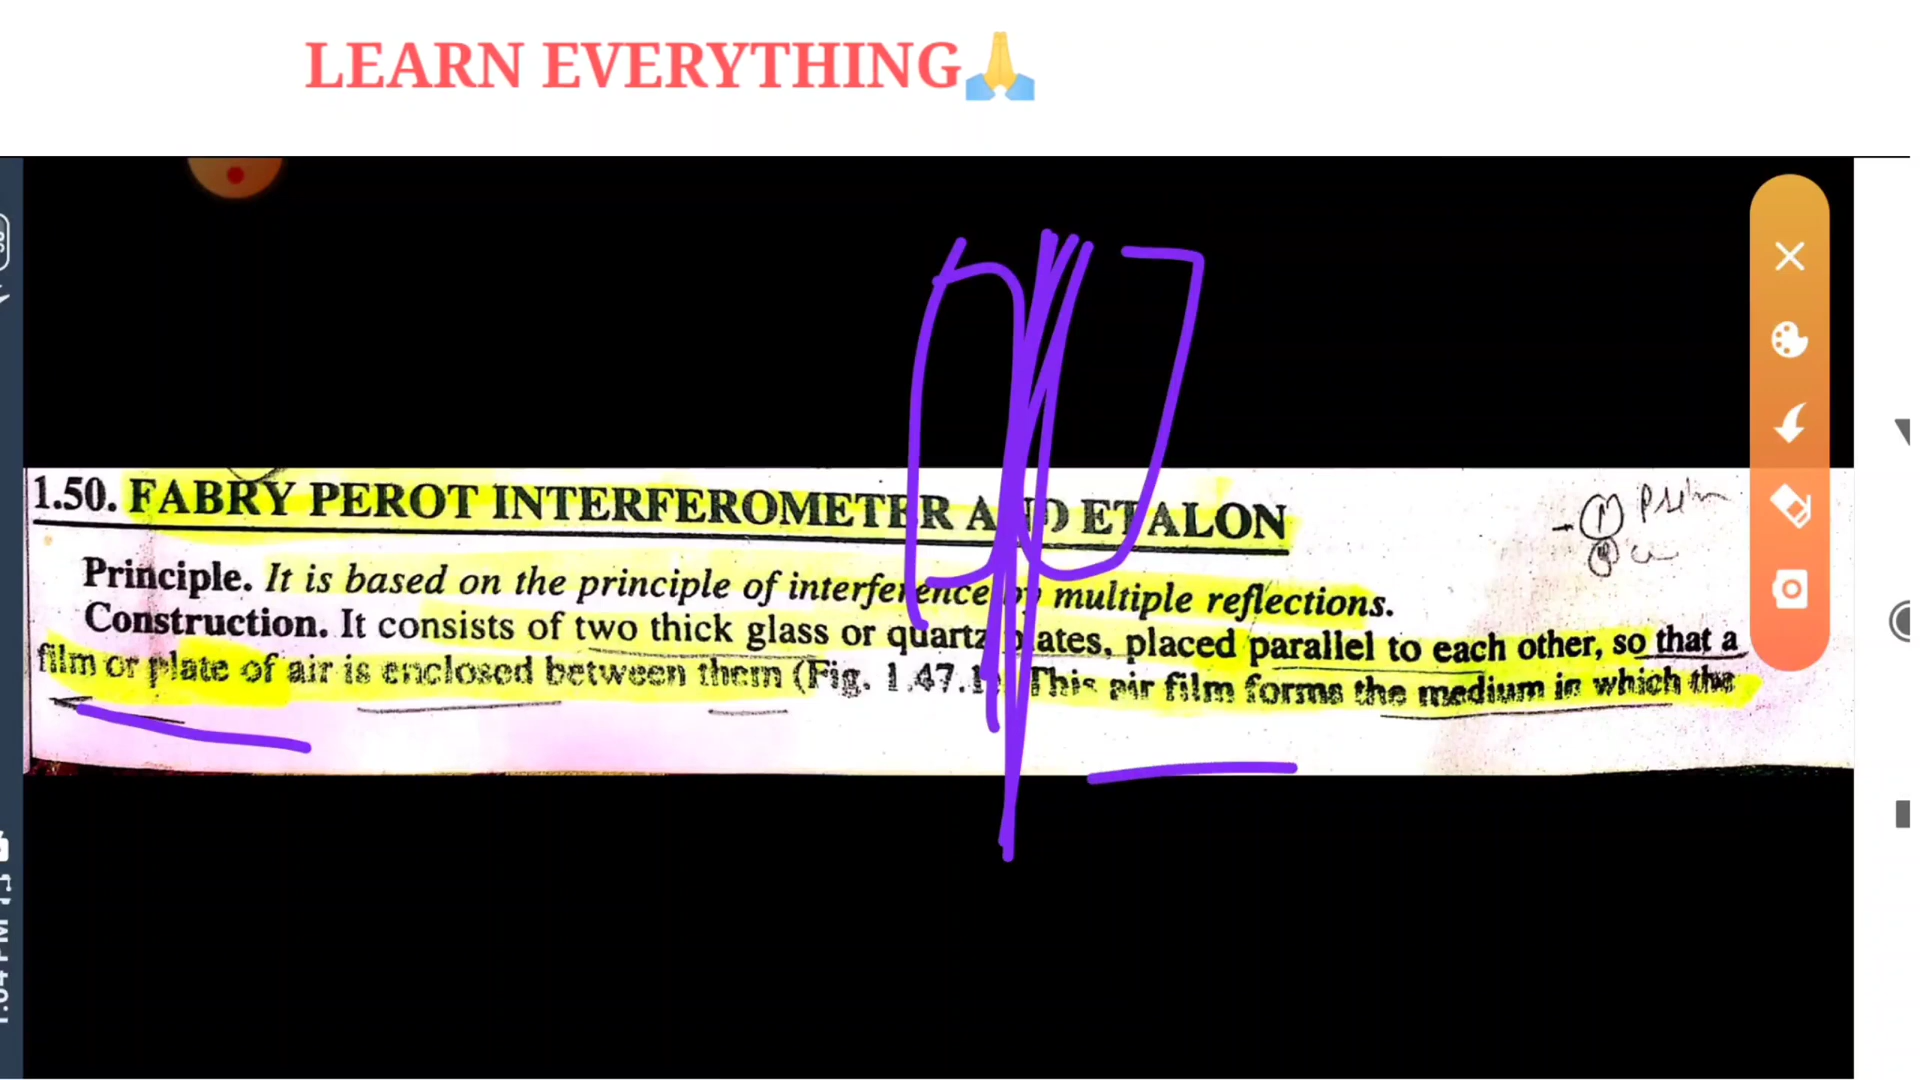 LEARN EVERYTHING🙏
1.50. FABRY PEROT INTERFEROMETER AND ETALON
Principle. It is based on the principle of interference by multiple reflections.
Construction. It consists of two thick glass or quartz plates, placed parallel to each other, so that a
film or plate of air is enclosed between them (Fig. 1.47.1). This air film forms the medium in which the